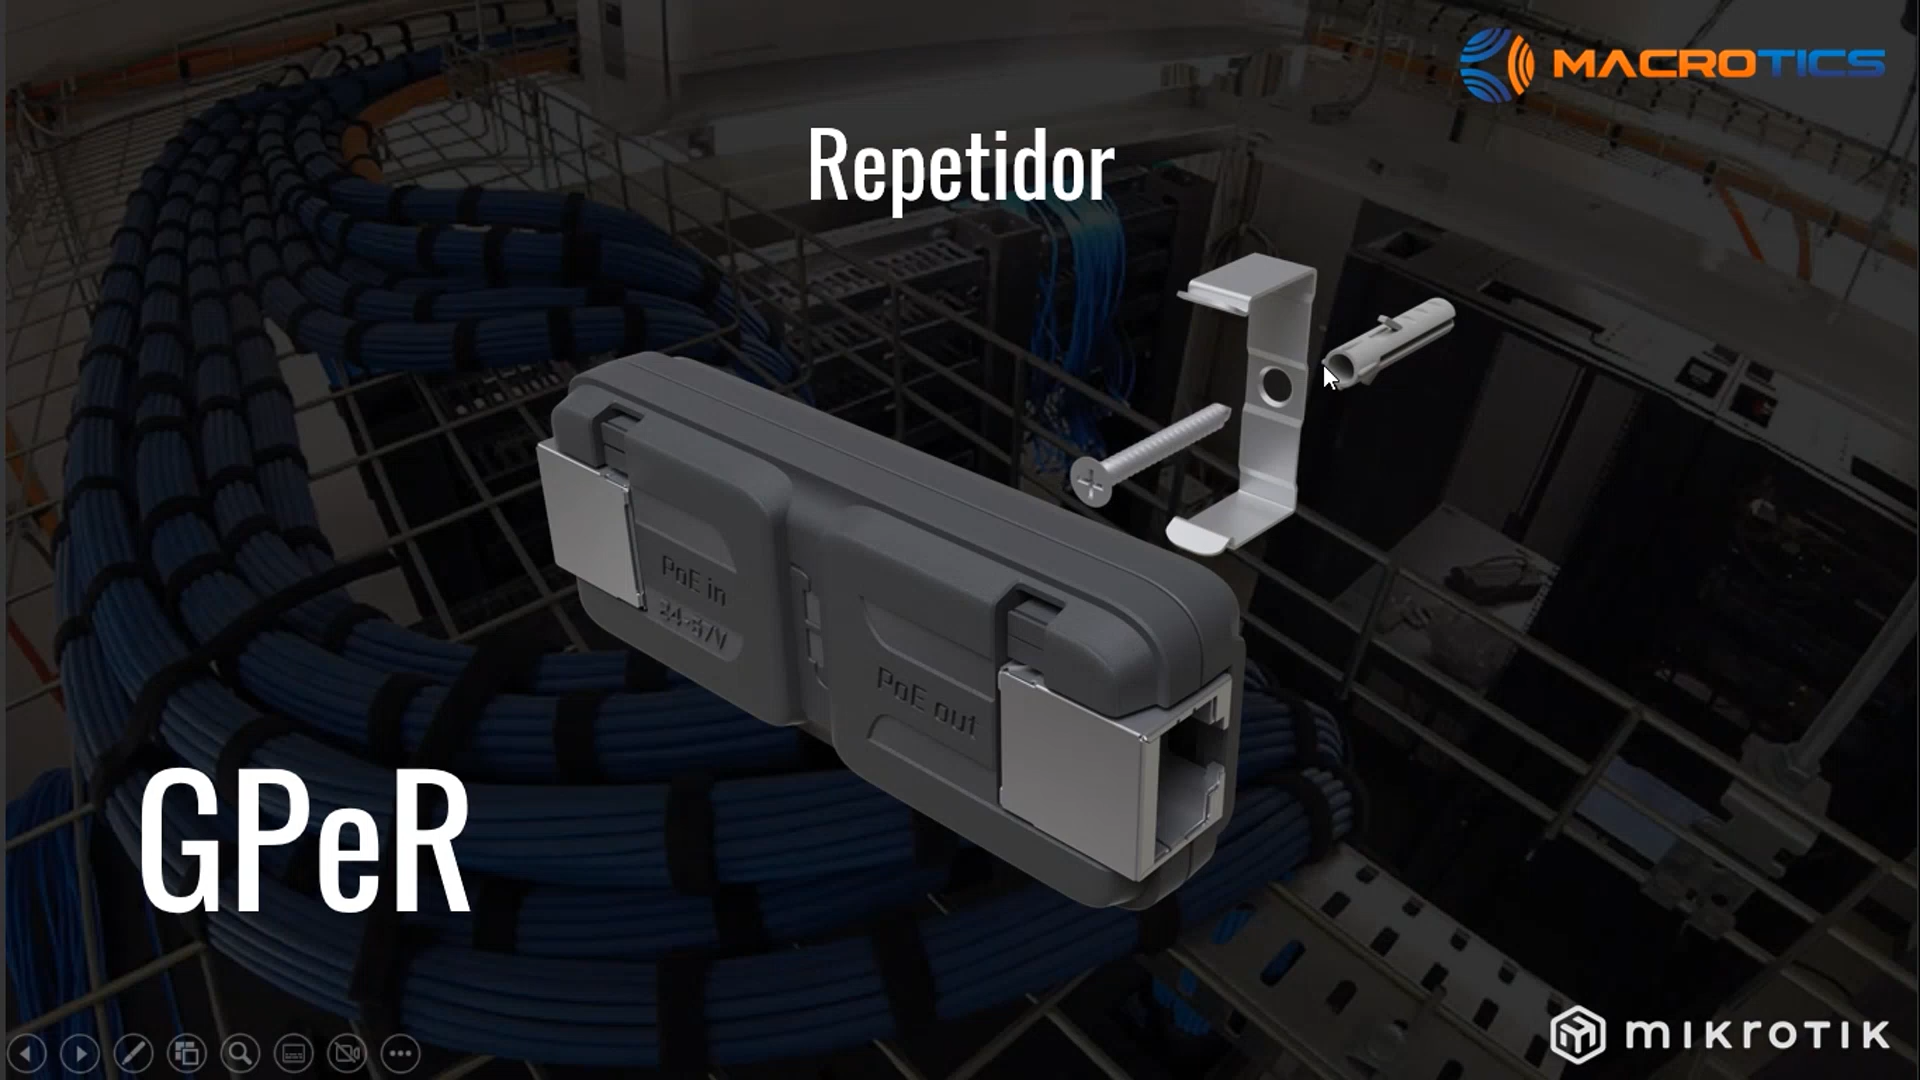 MACROTICS
Repetidor
PoE in
24-57V
PoE out
GPeR
mikrotik